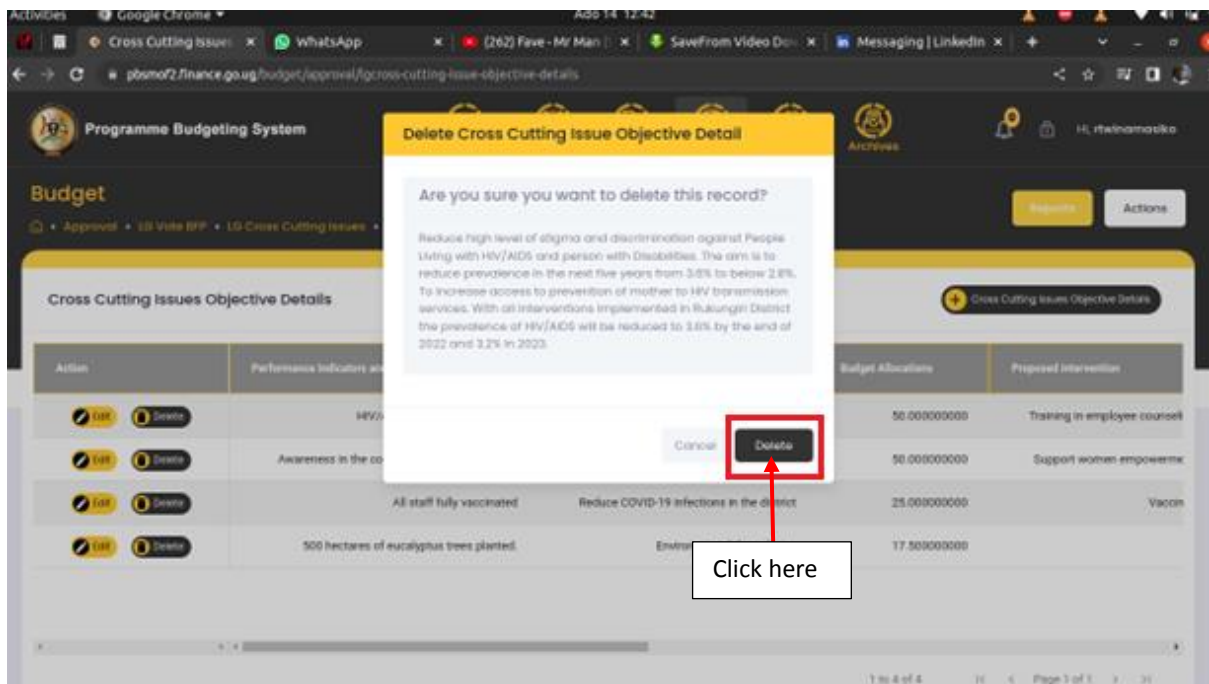 Activities Google Chrome Ado 14 12:42
Cross Cutting Issue WhatsApp (262) Fave - Mr Man SaveFrom Video Do Messaging | LinkedIn
pbsmof2.finance.go.ug/budget/approval/lgcross-cutting-issue-objective-details
Programme Budgeting System
Archives
Hi, rtwinamasiko
Delete Cross Cutting Issue Objective Detail
Budget
Approval LG Vote BFP LG Cross Cutting Issues
Reports
Actions
Are you sure you want to delete this record?
Reduce high level of stigma and discrimination against People
Living with HIV/AIDS and person with Disabilities. The aim is to
reduce prevalence in the next five years from 3.6% to below 2.8%.
To increase access to prevention of mother to HIV transmission
services. With all interventions implemented in Rukungiri District
the prevalence of HIV/AIDS will be reduced to 3.6% by the end of
2022 and 3.2% in 2023.
Cancel Delete
Cross Cutting Issues Objective Details
Cross Cutting Issues Objective Details
Action Performance Indicators an Budget Allocations Proposed Intervention
Edit Delete HIV/A 50.000000000 Training in employee counsell
Edit Delete Awareness in the co 50.000000000 Support women empowerme
Edit Delete All staff fully vaccinated Reduce COVID-19 infections in the district 25.000000000 Vaccin
Edit Delete 500 hectares of eucalyptus trees planted. 17.500000000
Click here
1 to 4 of 4 Page 1 of 1